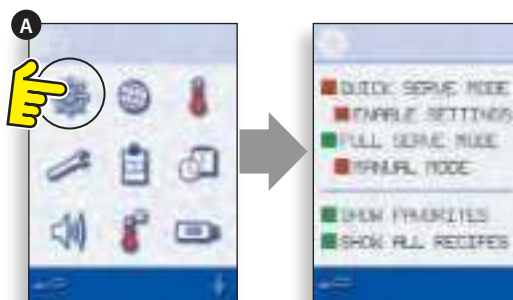 A
QUICK SERVE MODE
ENABLE SETTINGS
FULL SERVE MODE
MANUAL MODE
SHOW FAVORITES
SHOW ALL RECIPES